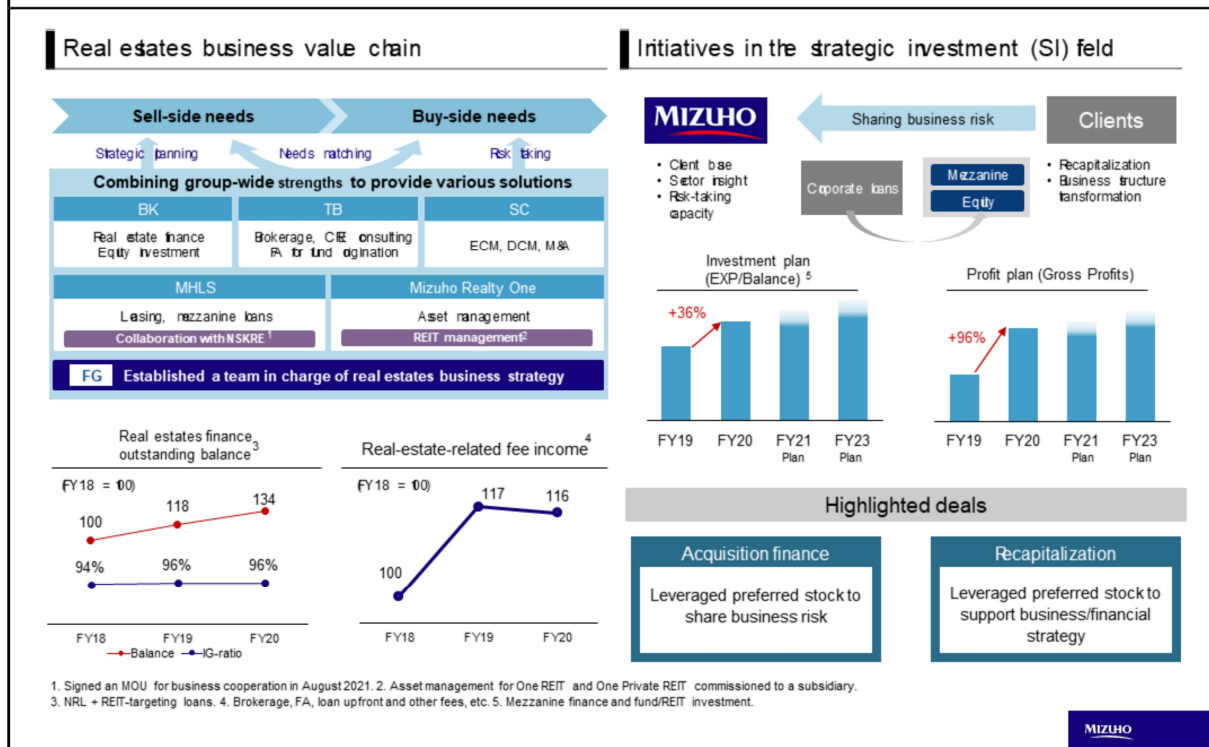 Real estates business value chain
Sell-side needs
Buy-side needs
Strategic planning
Needs matching
Risk taking
Combining group-wide strengths to provide various solutions
BK
TB
SC
Real estate finance
Equity investment
Brokerage, CRE consulting
FA for fund origination
ECM, DCM, M&A
MHLS
Mizuho Realty One
Leasing, mezzanine loans
Collaboration with NSKRE 1
Asset management
REIT management2
FG Established a team in charge of real estates business strategy
Real estates finance
outstanding balance3
(FY18 = 100)
100
118
134
94%
96%
96%
FY18
FY19
FY20
Balance
IG-ratio
Real-estate-related fee income4
(FY18 = 100)
100
117
116
FY18
FY19
FY20
Initiatives in the strategic investment (SI) field
MIZUHO
Sharing business risk
Clients
• Client base
• Sector insight
• Risk-taking
capacity
Corporate loans
Mezzanine
Equity
• Recapitalization
• Business structure
transformation
Investment plan
(EXP/Balance) 5
+36%
FY19
FY20
FY21
Plan
FY23
Plan
Profit plan (Gross Profits)
+96%
FY19
FY20
FY21
Plan
FY23
Plan
Highlighted deals
Acquisition finance
Leveraged preferred stock to
share business risk
Recapitalization
Leveraged preferred stock to
support business/financial
strategy
1. Signed an MOU for business cooperation in August 2021. 2. Asset management for One REIT and One Private REIT commissioned to a subsidiary.
3. NRL + REIT-targeting loans. 4. Brokerage, FA, loan upfront and other fees, etc. 5. Mezzanine finance and fund/REIT investment.
MIZUHO